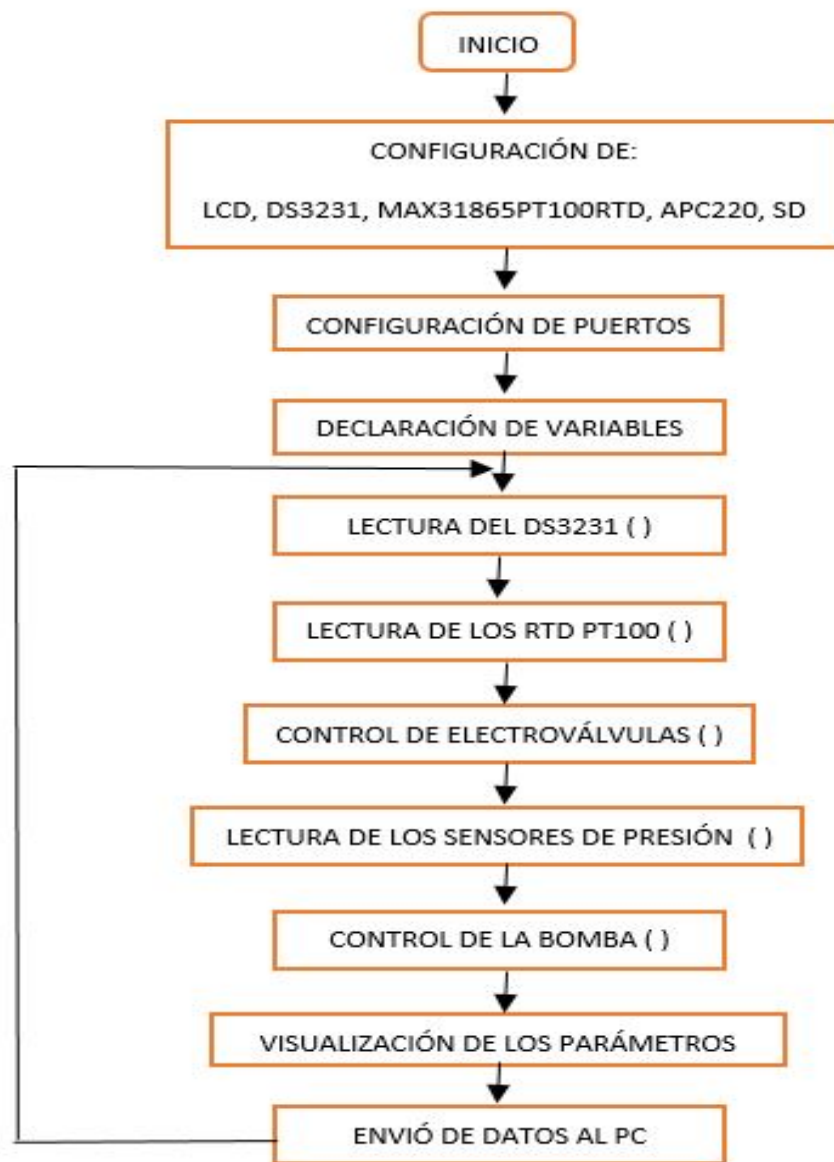 INICIO
CONFIGURACIÓN DE:
LCD, DS3231, MAX31865PT100RTD, APC220, SD
CONFIGURACIÓN DE PUERTOS
DECLARACIÓN DE VARIABLES
LECTURA DEL DS3231 ( )
LECTURA DE LOS RTD PT100 ( )
CONTROL DE ELECTROVÁLVULAS ( )
LECTURA DE LOS SENSORES DE PRESIÓN ( )
CONTROL DE LA BOMBA ( )
VISUALIZACIÓN DE LOS PARÁMETROS
ENVIÓ DE DATOS AL PC